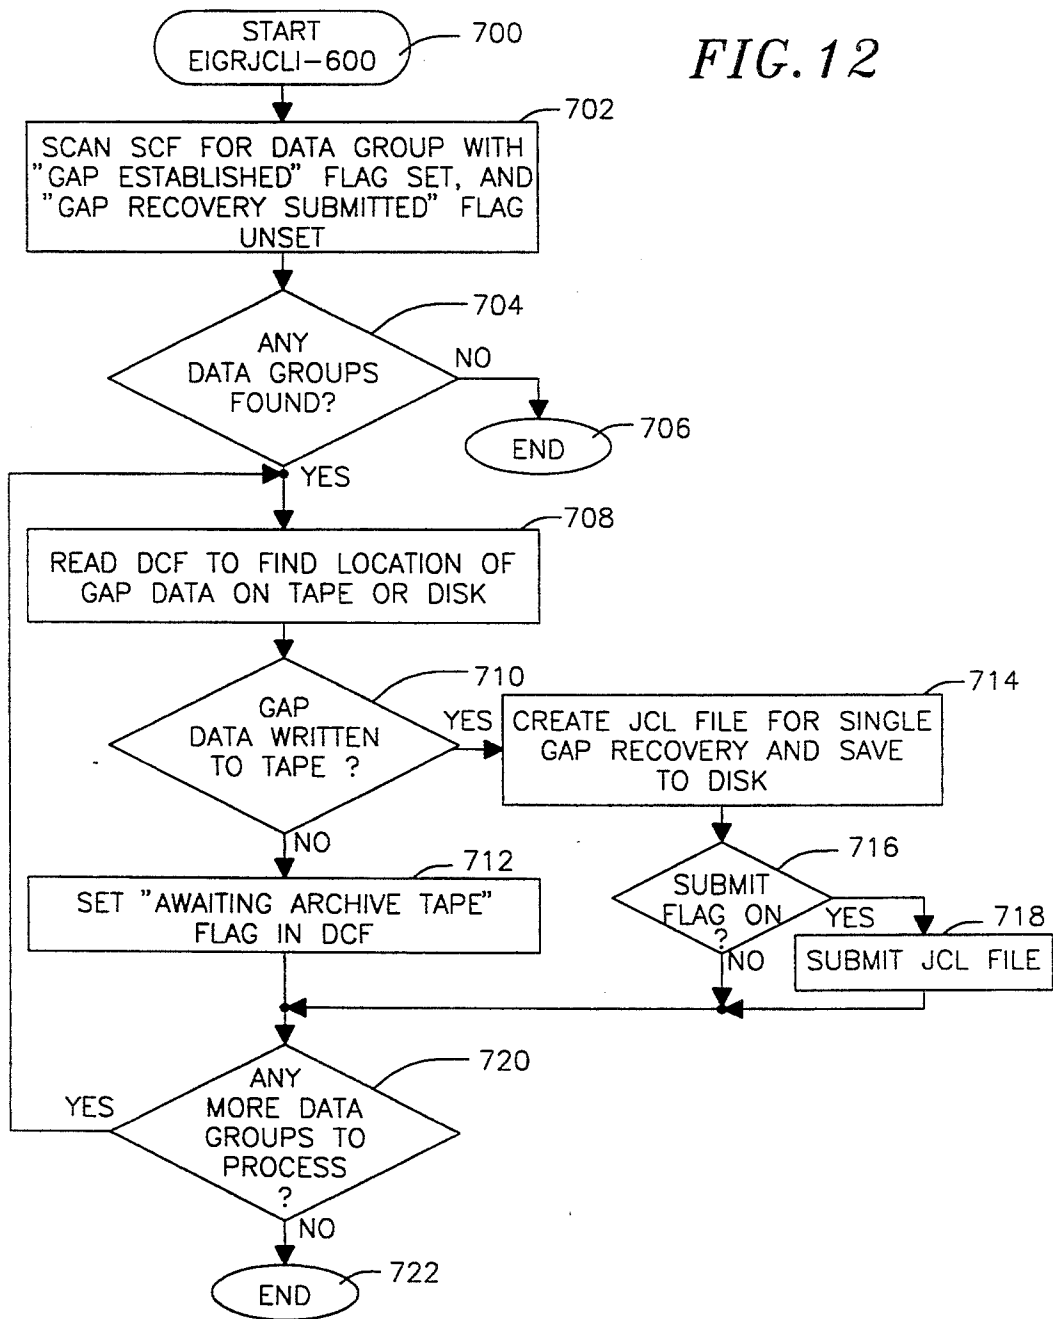 START
EIGRJCLI-600
700
FIG. 12
702
SCAN SCF FOR DATA GROUP WITH
"GAP ESTABLISHED" FLAG SET, AND
"GAP RECOVERY SUBMITTED" FLAG
UNSET
704
ANY
DATA GROUPS
FOUND?
NO
END
706
YES
708
READ DCF TO FIND LOCATION OF
GAP DATA ON TAPE OR DISK
710
GAP
DATA WRITTEN
TO TAPE ?
YES
714
CREATE JCL FILE FOR SINGLE
GAP RECOVERY AND SAVE
TO DISK
NO
712
SET "AWAITING ARCHIVE TAPE"
FLAG IN DCF
716
SUBMIT
FLAG ON
?
YES
NO
718
SUBMIT JCL FILE
720
ANY
MORE DATA
GROUPS TO
PROCESS
?
YES
NO
END
722